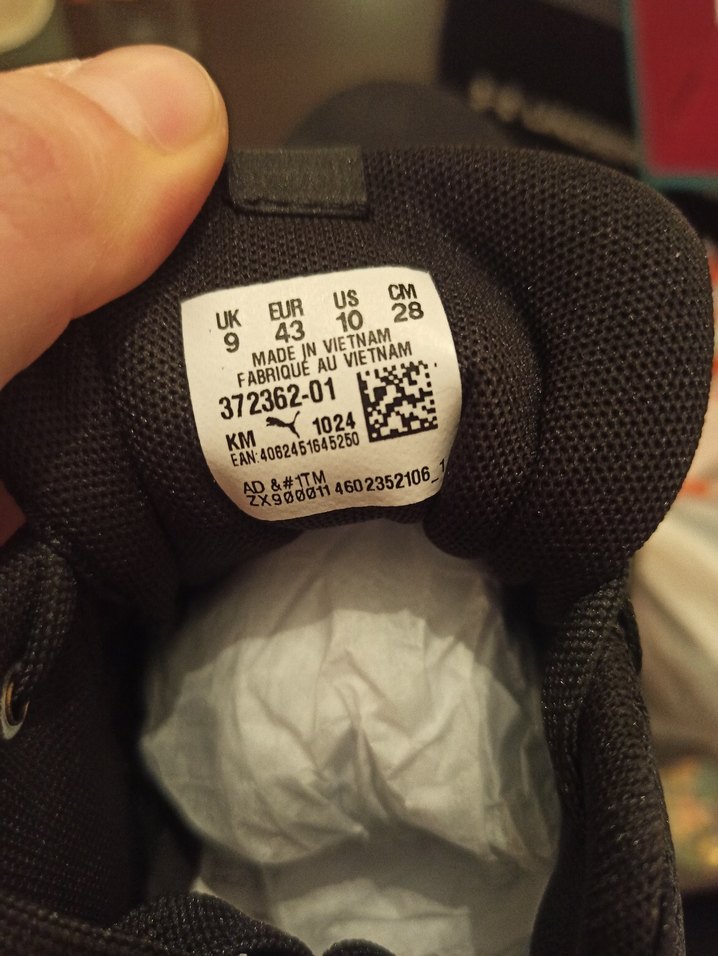 UK EUR US CM
9 43 10 28
MADE IN VIETNAM
FABRIQUÉ AU VIETNAM
372362-01
KM 1024
EAN:4062451645250
AD &#1TM
ZX900011 4602352106_1